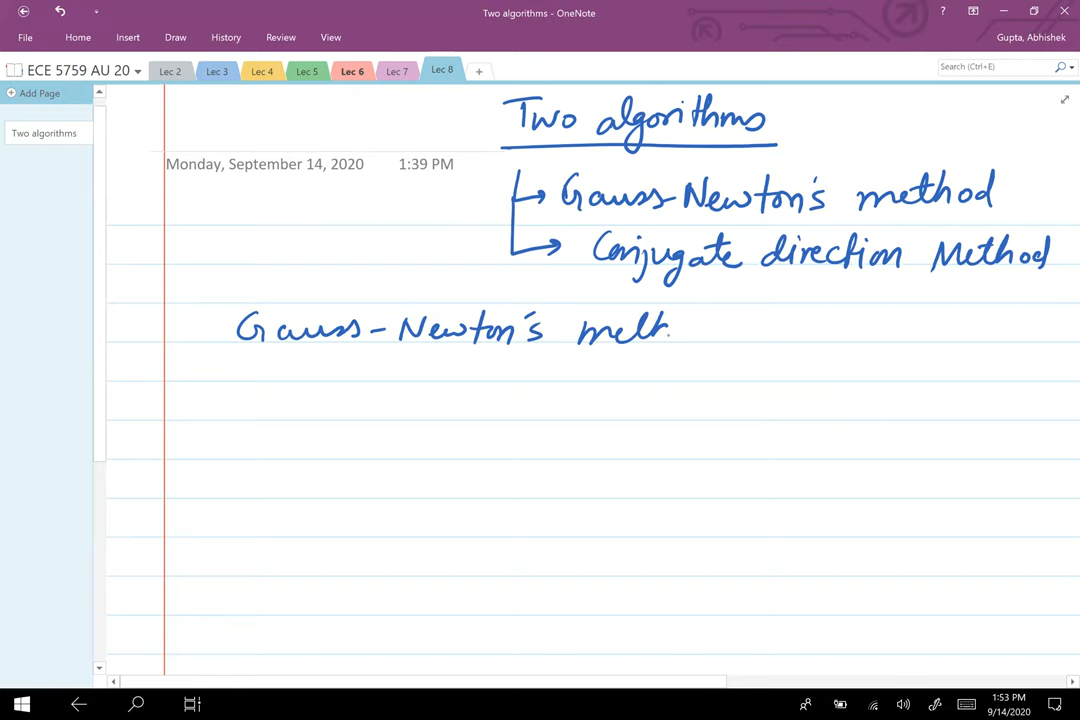 Two algorithms - OneNote
File Home Insert Draw History Review View
Gupta, Abhishek
ECE 5759 AU 20 Lec 2 Lec 3 Lec 4 Lec 5 Lec 6 Lec 7 Lec 8 +
Search (Ctrl+E)
Add Page
Two algorithms
Two algorithms
Monday, September 14, 2020 1:39 PM
Gauss-Newton's method
Conjugate direction Method
Gauss-Newton's meth
1:53 PM
9/14/2020